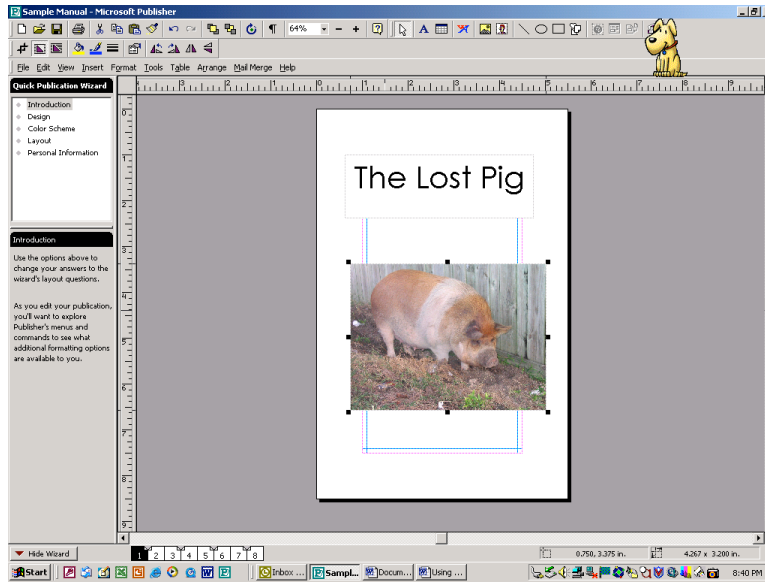 Sample Manual - Microsoft Publisher
64%
File Edit View Insert Format Tools Table Arrange Mail Merge Help
Quick Publication Wizard
Introduction
Design
Color Scheme
Layout
Personal Information
Introduction
Use the options above to
change your answers to the
wizard's layout questions.
As you edit your publication,
you'll want to explore
Publisher's menus and
commands to see what
additional formatting options
are available to you.
The Lost Pig
Hide Wizard
1 2 3 4 5 6 7 8
0.750, 3.375 in.
4.267 x 3.200 in.
Start
Inbox ...
Sampl...
Docum...
Using ...
8:40 PM